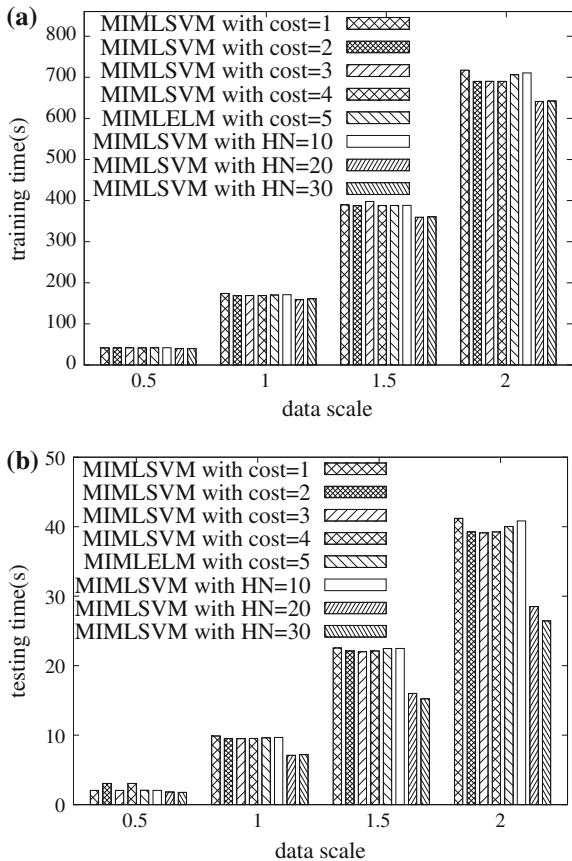 (a)
800
700
600
500
400
300
200
100
0
training time(s)
MIMLSVM with cost=1
MIMLSVM with cost=2
MIMLSVM with cost=3
MIMLSVM with cost=4
MIMLELM with cost=5
MIMLSVM with HN=10
MIMLSVM with HN=20
MIMLSVM with HN=30
0.5 1 1.5 2
data scale
(b)
50
40
30
20
10
0
testing time(s)
MIMLSVM with cost=1
MIMLSVM with cost=2
MIMLSVM with cost=3
MIMLSVM with cost=4
MIMLELM with cost=5
MIMLSVM with HN=10
MIMLSVM with HN=20
MIMLSVM with HN=30
0.5 1 1.5 2
data scale